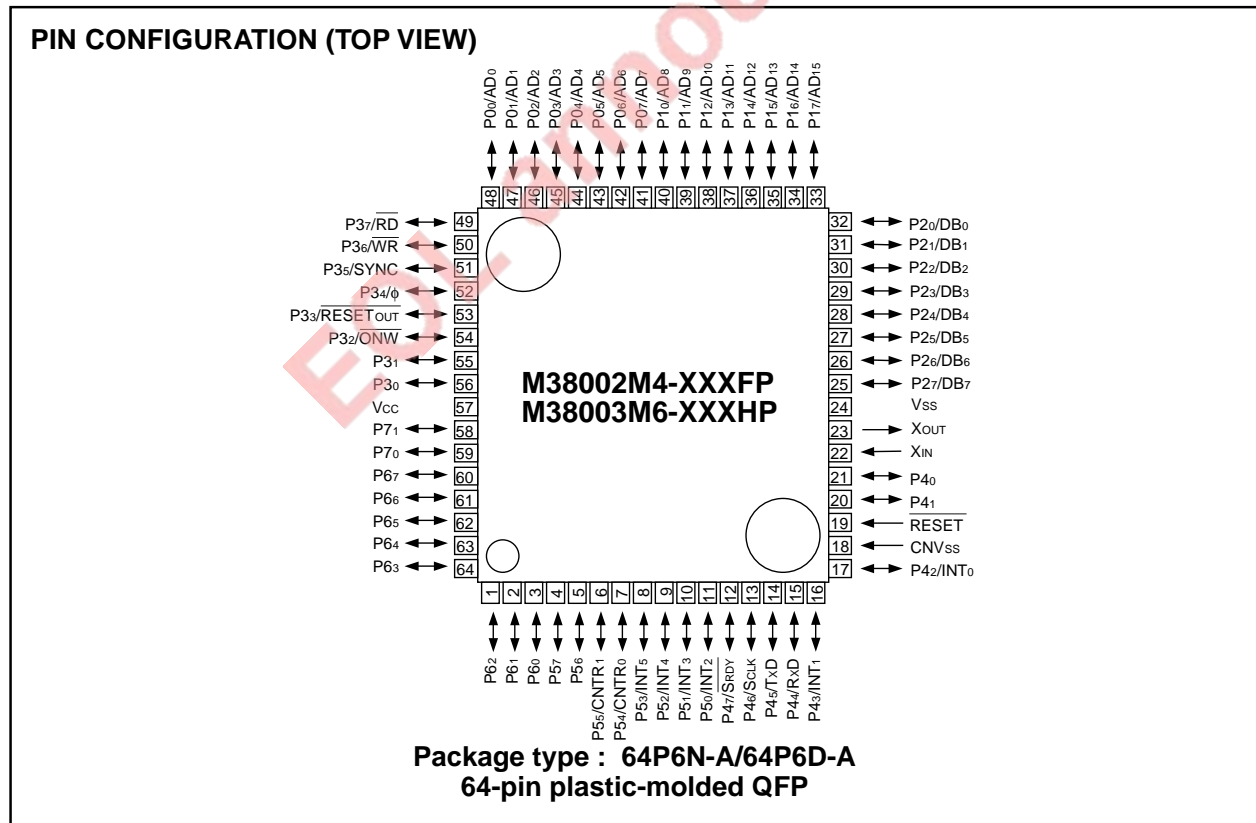 PIN CONFIGURATION (TOP VIEW)
P00/AD0
P01/AD1
P02/AD2
P03/AD3
P04/AD4
P05/AD5
P06/AD6
P07/AD7
P10/AD8
P11/AD9
P12/AD10
P13/AD11
P14/AD12
P15/AD13
P16/AD14
P17/AD15
48 47 46 45 44 43 42 41 40 39 38 37 36 35 34 33
P37/RD 49
P36/WR 50
P35/SYNC 51
P34/ϕ 52
P33/RESETOUT 53
P32/ONW 54
P31 55
P30 56
VCC 57
P71 58
P70 59
P67 60
P66 61
P65 62
P64 63
P63 64
M38002M4-XXXFP
M38003M6-XXXHP
32 P20/DB0
31 P21/DB1
30 P22/DB2
29 P23/DB3
28 P24/DB4
27 P25/DB5
26 P26/DB6
25 P27/DB7
24 VSS
23 XOUT
22 XIN
21 P40
20 P41
19 RESET
18 CNVSS
17 P42/INT0
1 2 3 4 5 6 7 8 9 10 11 12 13 14 15 16
P62
P61
P60
P57
P56
P55/CNTR1
P54/CNTR0
P53/INT5
P52/INT4
P51/INT3
P50/INT2
P47/SRDY
P46/SCLK
P45/TXD
P44/RXD
P43/INT1
Package type : 64P6N-A/64P6D-A
64-pin plastic-molded QFP
EOL annou